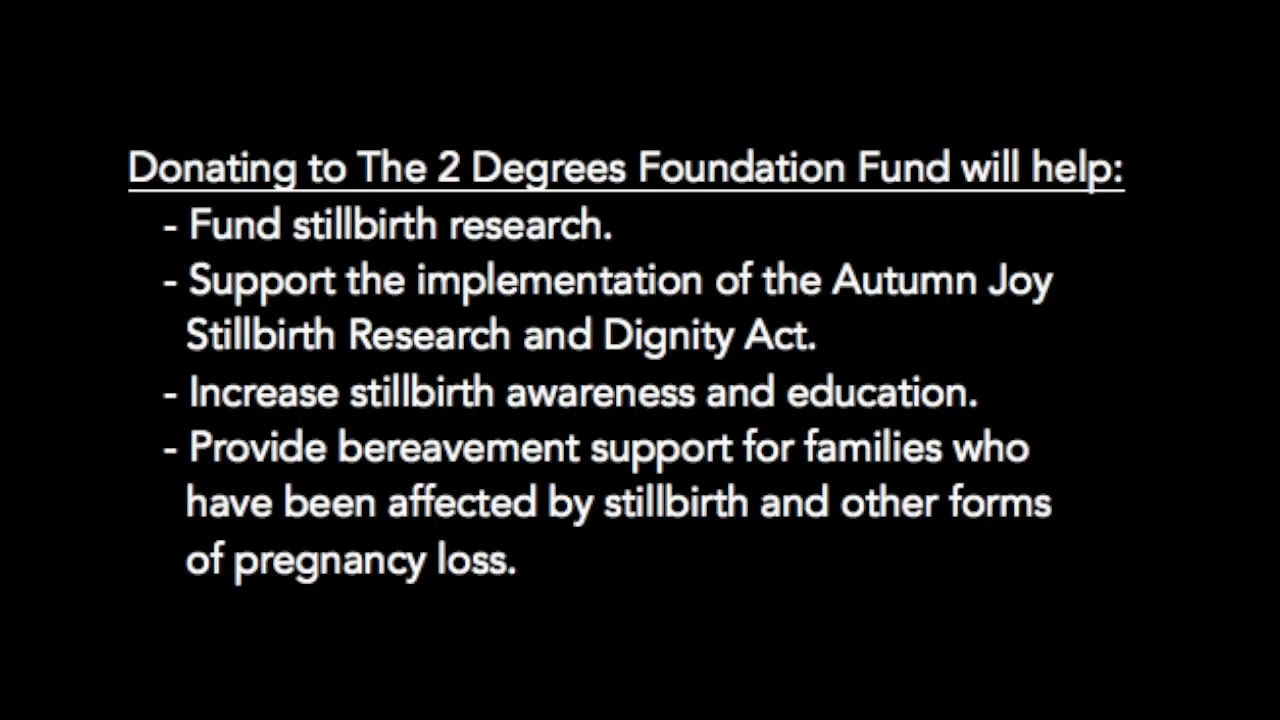 Donating to The 2 Degrees Foundation Fund will help:
- Fund stillbirth research.
- Support the implementation of the Autumn Joy
Stillbirth Research and Dignity Act.
- Increase stillbirth awareness and education.
- Provide bereavement support for families who
have been affected by stillbirth and other forms
of pregnancy loss.